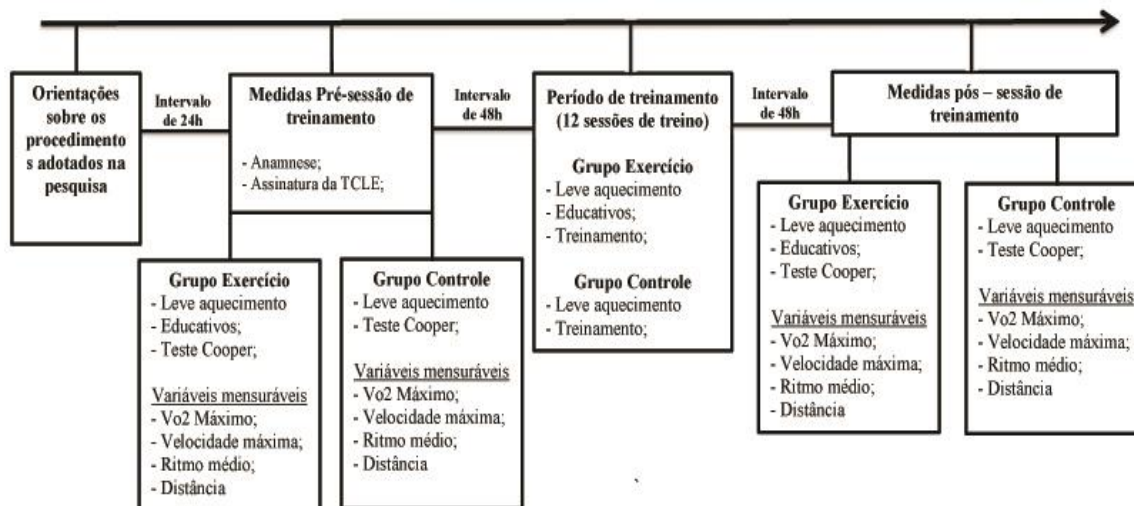 Orientações
sobre os
procedimento
s adotados na
pesquisa
Intervalo
de 24h
Medidas Pré-sessão de
treinamento
- Anamnese;
- Assinatura da TCLE;
Intervalo
de 48h
Período de treinamento
(12 sessões de treino)
Grupo Exercício
- Leve aquecimento
- Educativos;
- Treinamento;
Grupo Controle
- Leve aquecimento
- Treinamento;
Intervalo
de 48h
Medidas pós – sessão de
treinamento
Grupo Exercício
- Leve aquecimento
- Educativos;
- Teste Cooper;
Variáveis mensuráveis
- Vo2 Máximo;
- Velocidade máxima;
- Ritmo médio;
- Distância
Grupo Controle
- Leve aquecimento
- Teste Cooper;
Variáveis mensuráveis
- Vo2 Máximo;
- Velocidade máxima;
- Ritmo médio;
- Distância
Grupo Exercício
- Leve aquecimento
- Educativos;
- Teste Cooper;
Variáveis mensuráveis
- Vo2 Máximo;
- Velocidade máxima;
- Ritmo médio;
- Distância
Grupo Controle
- Leve aquecimento
- Teste Cooper;
Variáveis mensuráveis
- Vo2 Máximo;
- Velocidade máxima;
- Ritmo médio;
- Distância